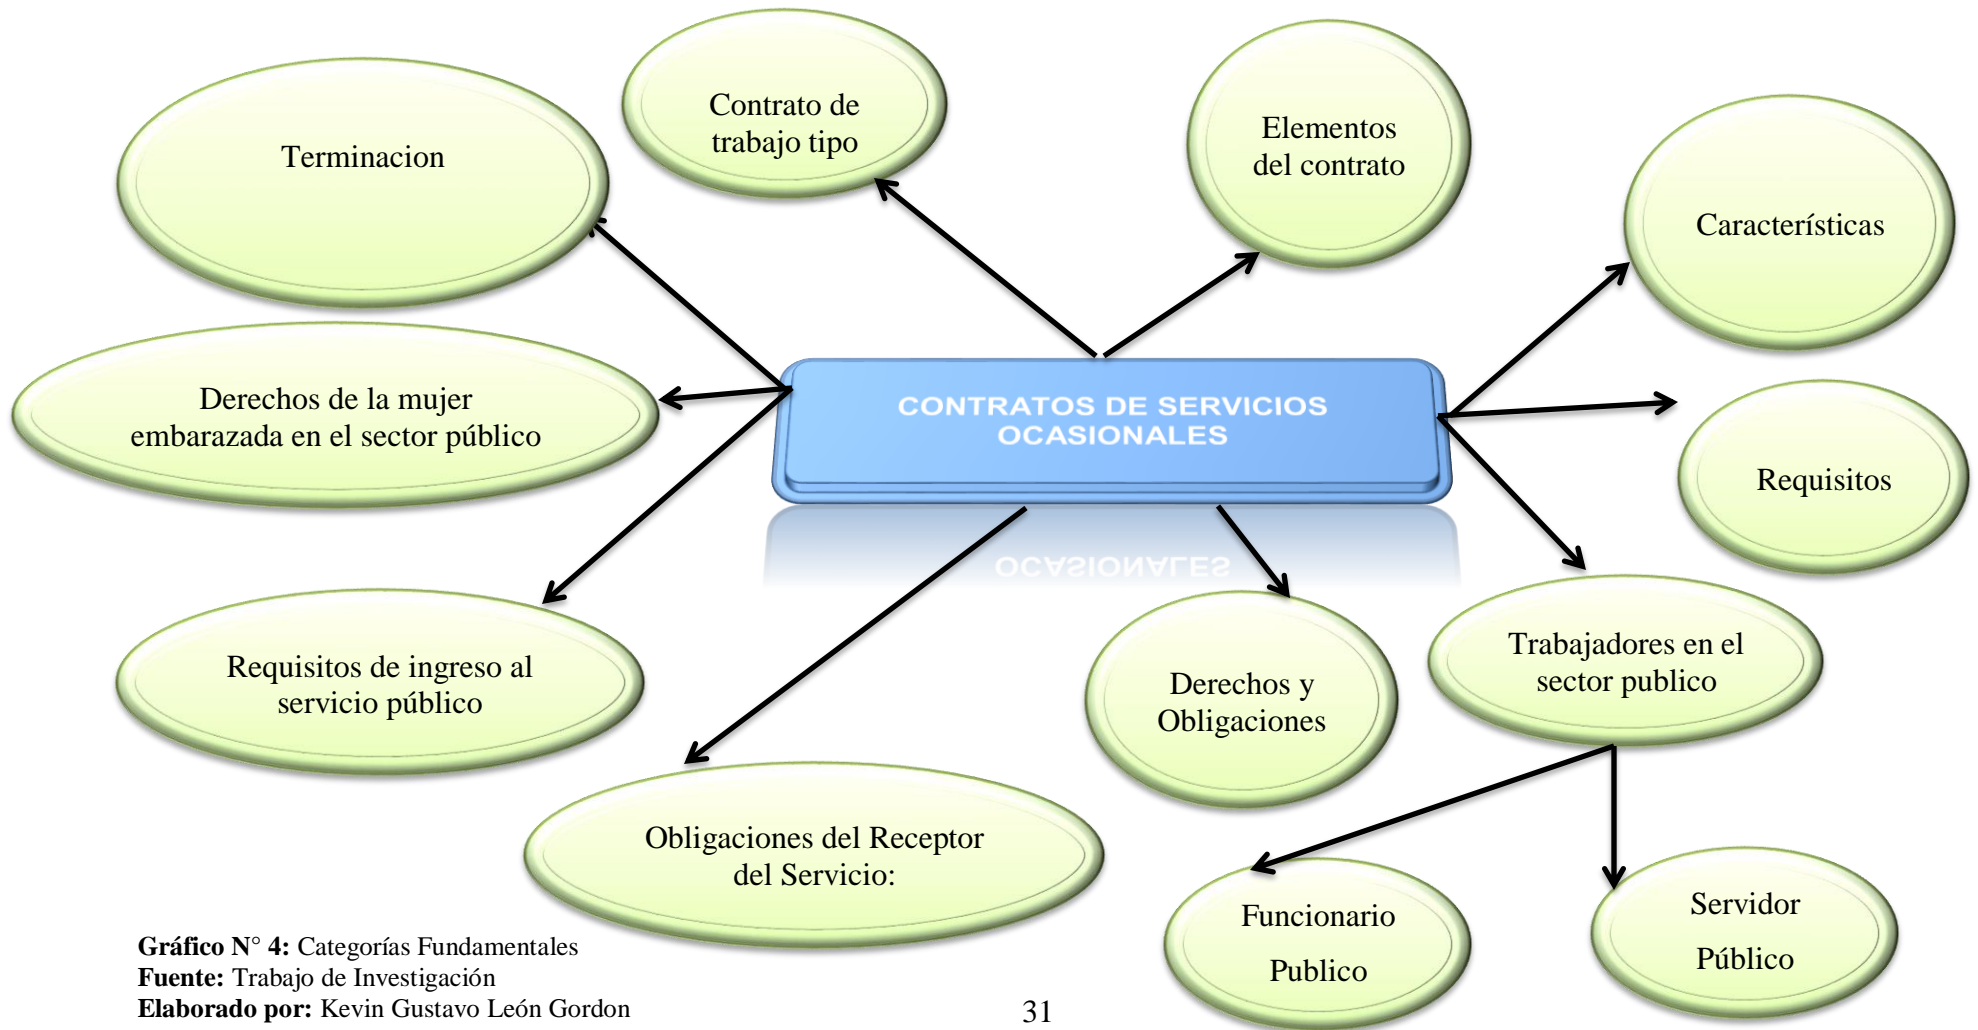 Contrato de
trabajo tipo
Elementos
del contrato
Terminacion
Características
Derechos de la mujer
embarazada en el sector público
CONTRATOS DE SERVICIOS
OCASIONALES
Requisitos
Requisitos de ingreso al
servicio público
Derechos y
Obligaciones
Trabajadores en el
sector publico
Obligaciones del Receptor
del Servicio:
Funcionario
Publico
Servidor
Público
Gráfico N° 4: Categorías Fundamentales
Fuente: Trabajo de Investigación
Elaborado por: Kevin Gustavo León Gordon
31